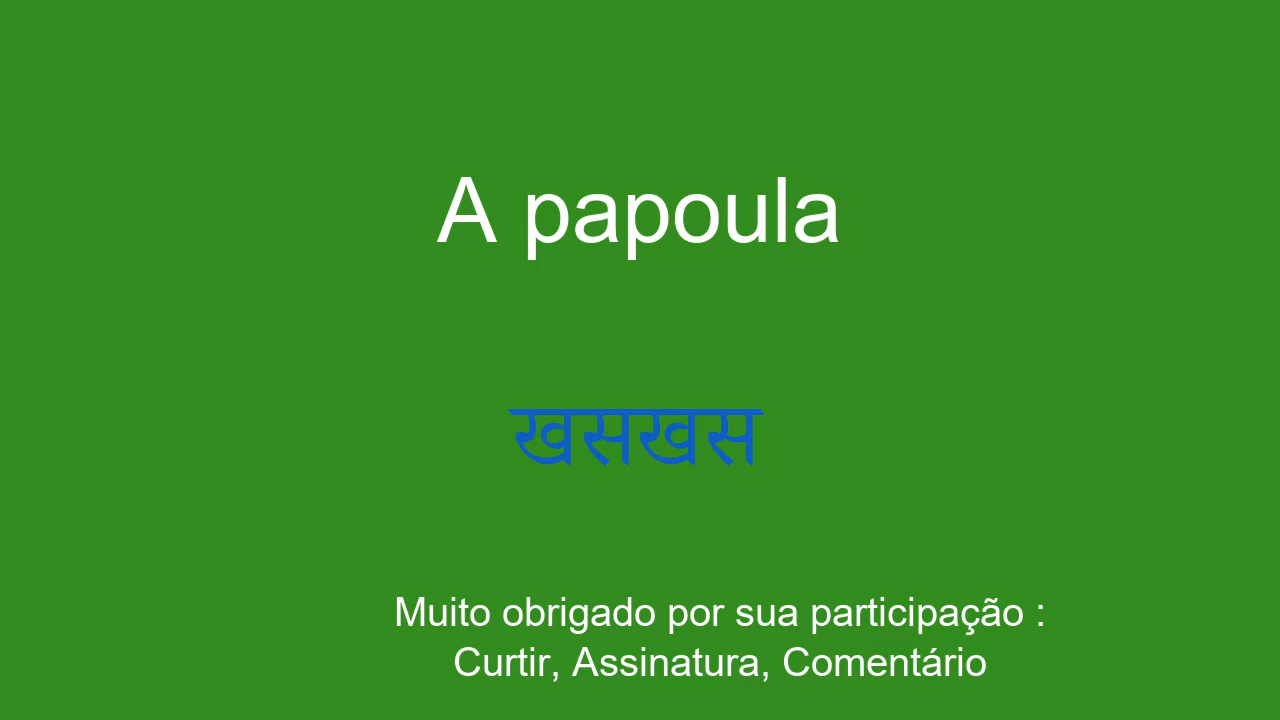 A papoula
खसखस
Muito obrigado por sua participação :
Curtir, Assinatura, Comentário